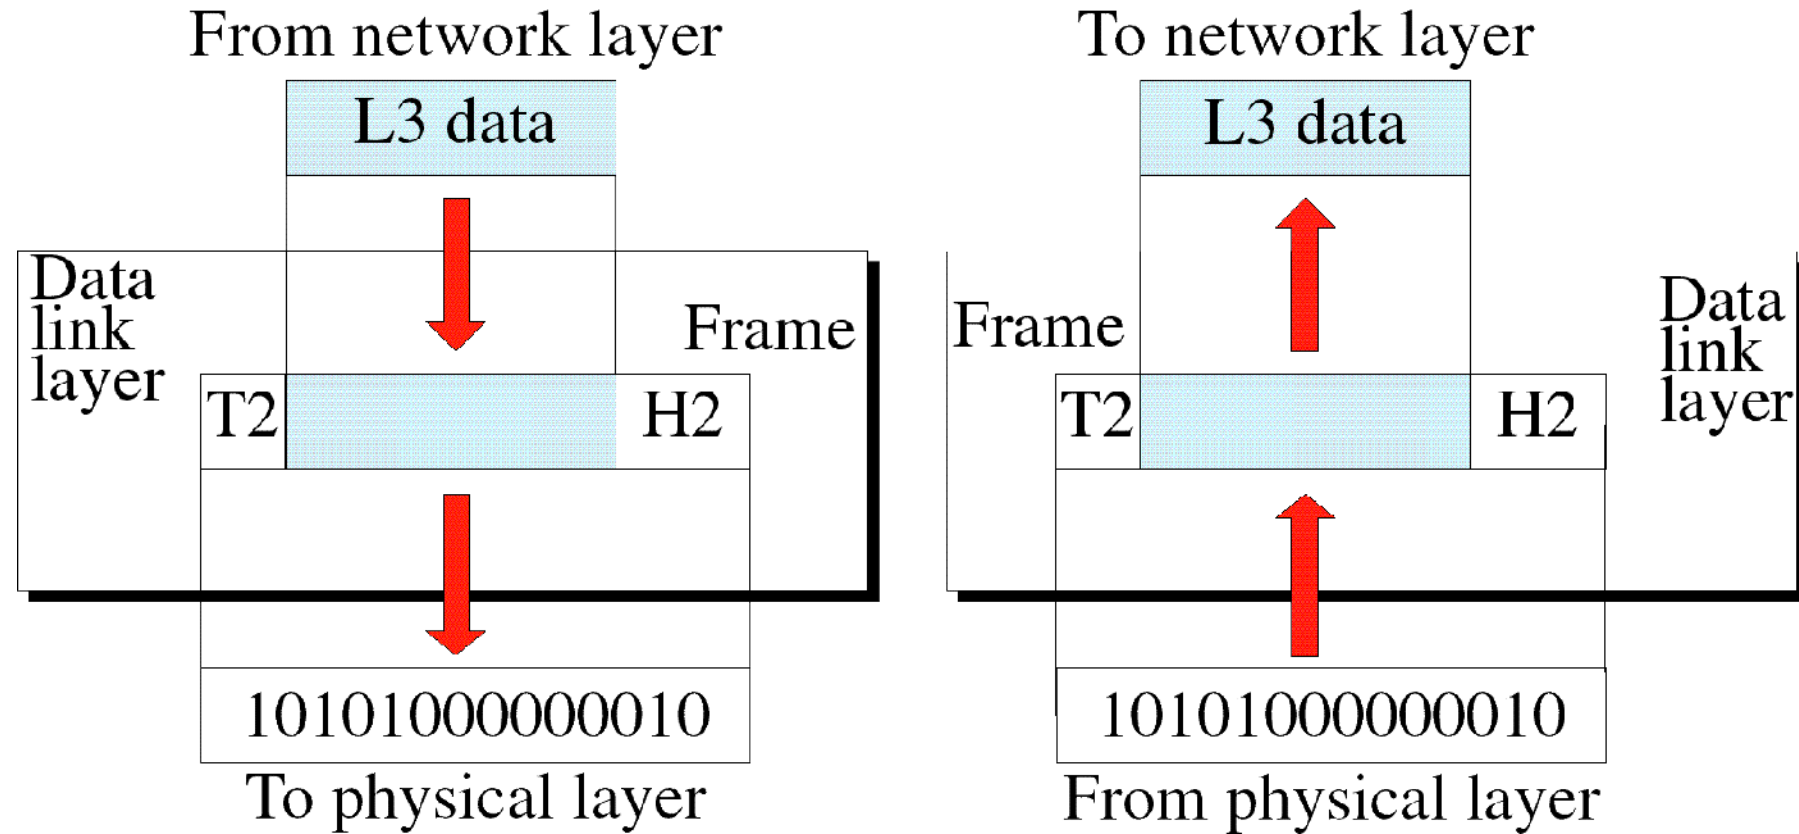 From network layer
L3 data
Data
link
layer
Frame
T2
H2
10101000000010
To physical layer
To network layer
L3 data
Frame
Data
link
layer
T2
H2
10101000000010
From physical layer